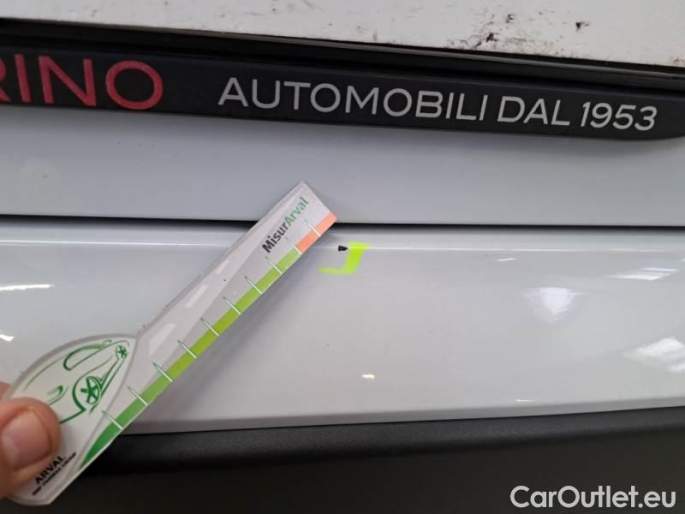 RINO AUTOMOBILI DAL 1953
MisurArval
ARVAL
CarOutlet.eu